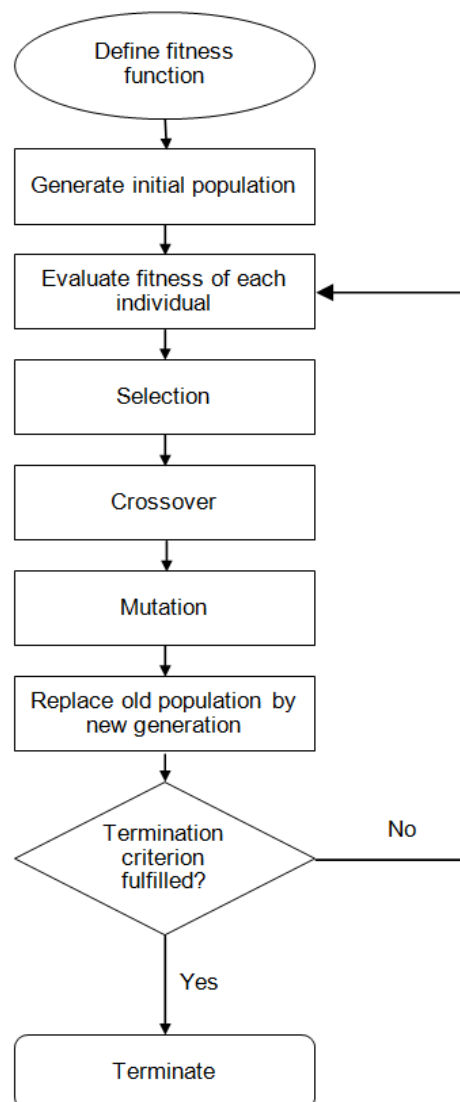 Define fitness
function
Generate initial population
Evaluate fitness of each
individual
Selection
Crossover
Mutation
Replace old population by
new generation
Termination
criterion
fulfilled?
No
Yes
Terminate